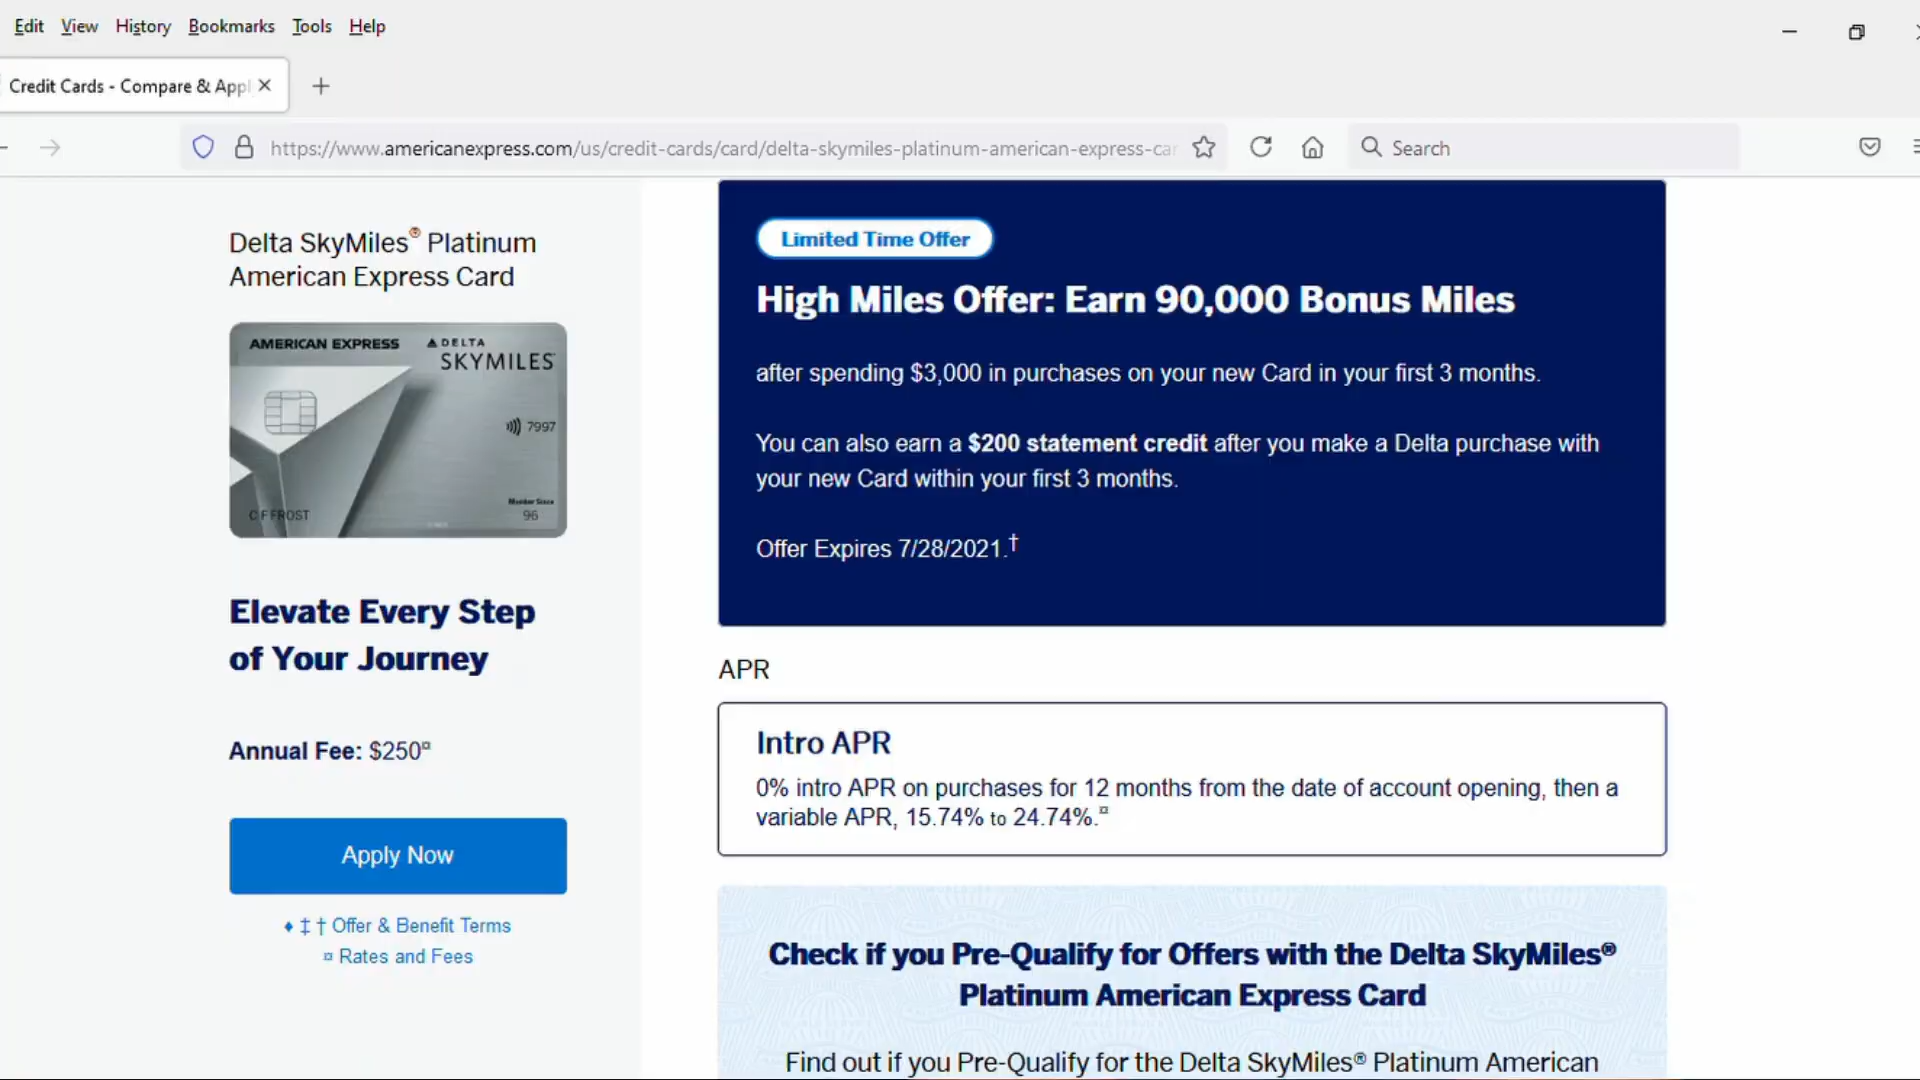 Edit View History Bookmarks Tools Help
Credit Cards - Compare & Appl
https://www.americanexpress.com/us/credit-cards/card/delta-skymiles-platinum-american-express-car
Search
Delta SkyMiles® Platinum
American Express Card
AMERICAN EXPRESS
DELTA
SKYMILES
7997
Member Since
96
C F FROST
Elevate Every Step
of Your Journey
Annual Fee: $250¤
Apply Now
♦ ‡ † Offer & Benefit Terms
¤ Rates and Fees
Limited Time Offer
High Miles Offer: Earn 90,000 Bonus Miles
after spending $3,000 in purchases on your new Card in your first 3 months.
You can also earn a $200 statement credit after you make a Delta purchase with
your new Card within your first 3 months.
Offer Expires 7/28/2021.†
APR
Intro APR
0% intro APR on purchases for 12 months from the date of account opening, then a
variable APR, 15.74% to 24.74%.¤
Check if you Pre-Qualify for Offers with the Delta SkyMiles®
Platinum American Express Card
Find out if you Pre-Qualify for the Delta SkyMiles® Platinum American